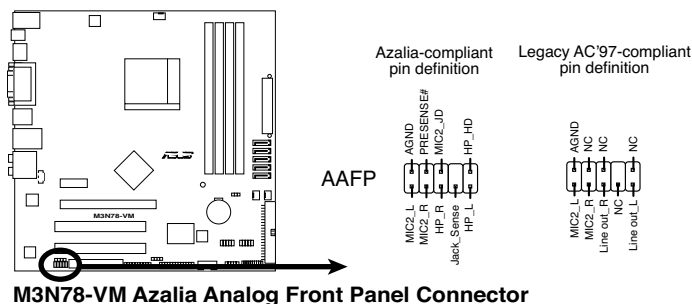 Azalia-compliant
pin definition
Legacy AC'97-compliant
pin definition
AGND
PRESENSE#
MIC2_JD
HP_HD
AGND
NC
NC
NC
AAFP
MIC2_L
MIC2_R
HP_R
Jack_Sense
HP_L
MIC2_L
MIC2_R
Line out_R
NC
Line out_L
ASUS
M3N78-VM
M3N78-VM Azalia Analog Front Panel Connector